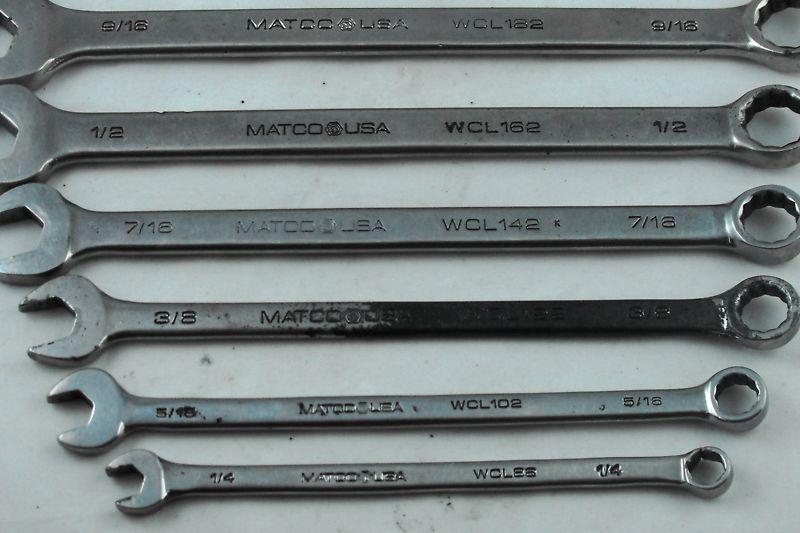 9/16 MATCO USA WCL182 9/16
1/2 MATCO USA WCL162 1/2
7/16 MATCO USA WCL142 K 7/16
3/8 MATCO USA 3/8
5/16 MATCO USA WCL102 5/16
1/4 MATCO USA WCL86 1/4